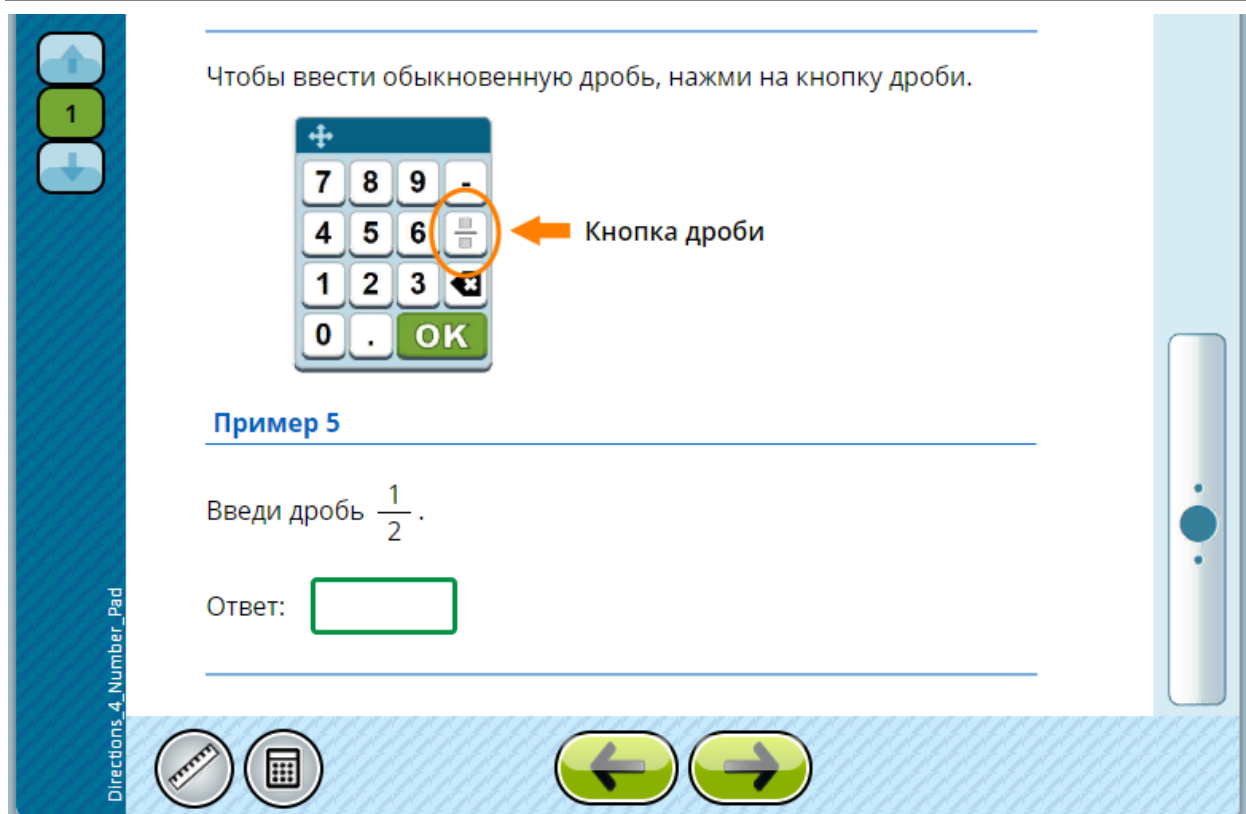 1
Чтобы ввести обыкновенную дробь, нажми на кнопку дроби.
7 8 9 -
4 5 6
1 2 3
0 . OK
Кнопка дроби
Пример 5
Введи дробь 1/2 .
Ответ:
Directions_4_Number_Pad